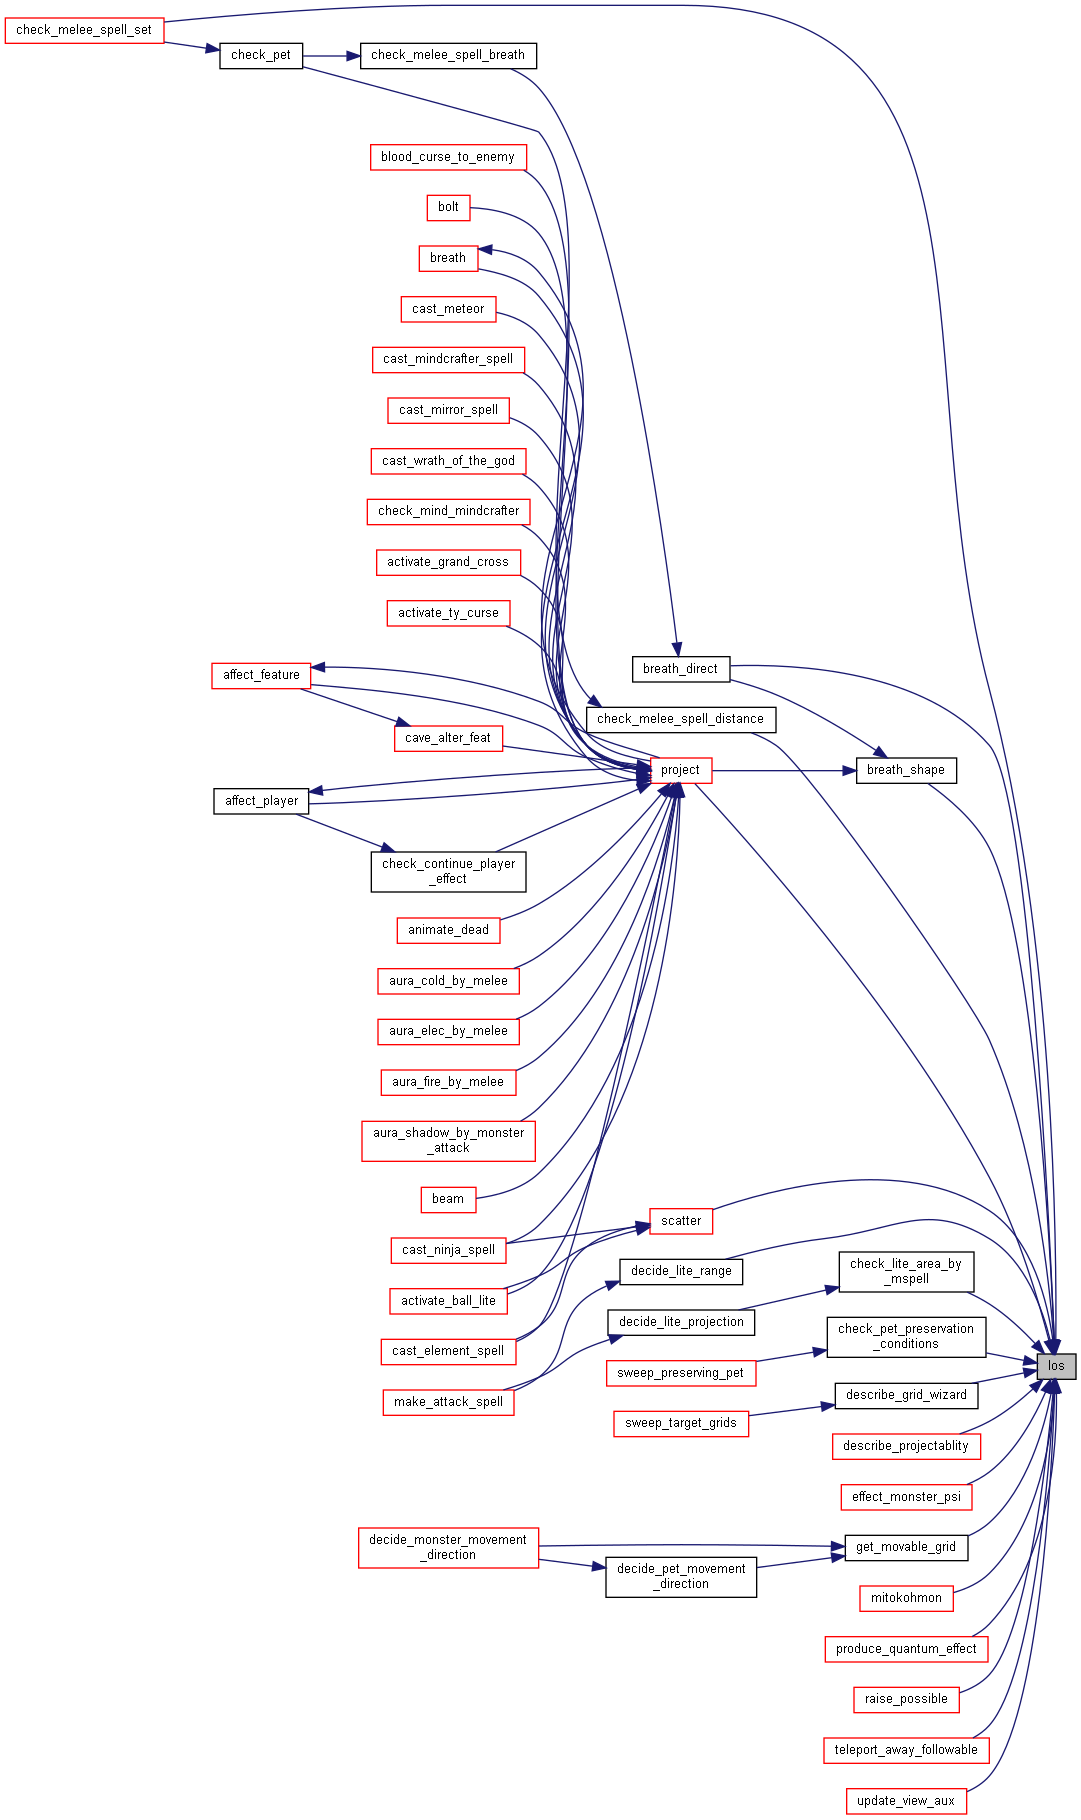 check_melee_spell_set
check_pet
check_melee_spell_breath
blood_curse_to_enemy
bolt
breath
cast_meteor
cast_mindcrafter_spell
cast_mirror_spell
cast_wrath_of_the_god
check_mind_mindcrafter
activate_grand_cross
activate_ty_curse
affect_feature
breath_direct
check_melee_spell_distance
cave_alter_feat
project
breath_shape
affect_player
check_continue_player
_effect
animate_dead
aura_cold_by_melee
aura_elec_by_melee
aura_fire_by_melee
aura_shadow_by_monster
_attack
beam
scatter
cast_ninja_spell
decide_lite_range
check_lite_area_by
_mspell
activate_ball_lite
decide_lite_projection
check_pet_preservation
_conditions
cast_element_spell
los
sweep_preserving_pet
make_attack_spell
describe_grid_wizard
sweep_target_grids
describe_projectablity
effect_monster_psi
decide_monster_movement
_direction
get_movable_grid
decide_pet_movement
_direction
mitokohmon
produce_quantum_effect
raise_possible
teleport_away_followable
update_view_aux